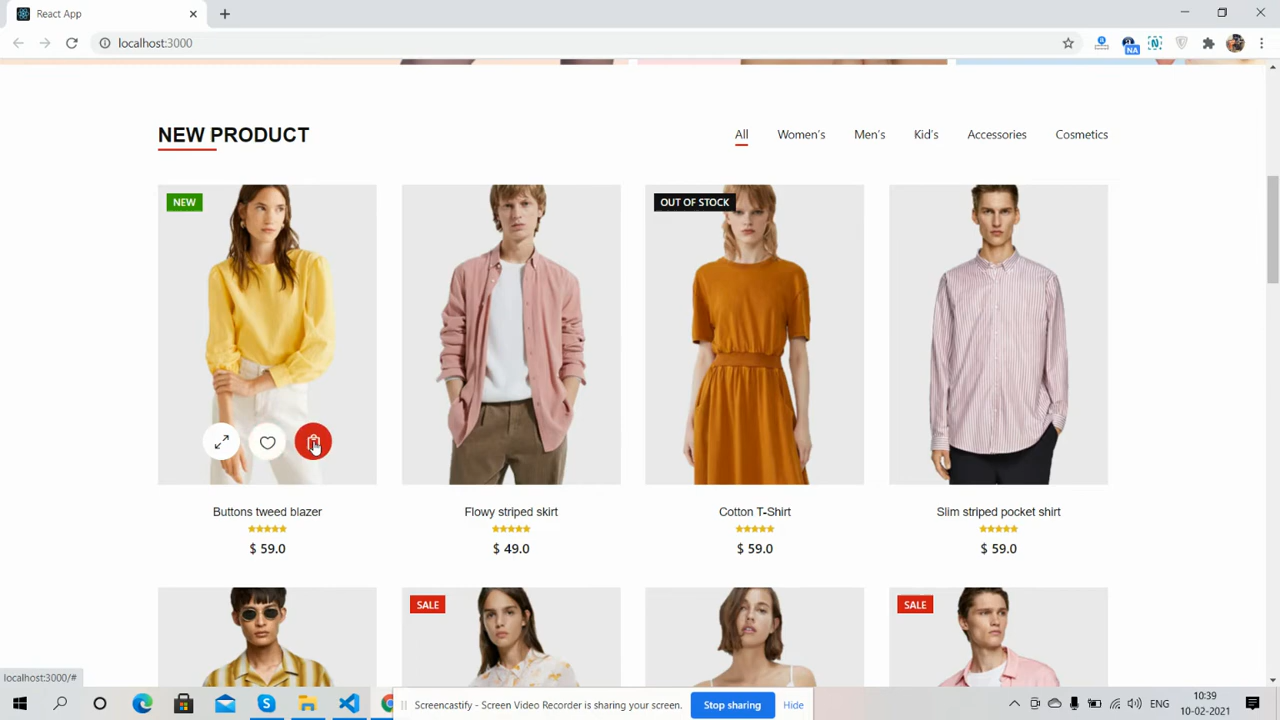 React App
localhost:3000
NA
NEW PRODUCT
All Women's Men's Kid's Accessories Cosmetics
NEW
OUT OF STOCK
Buttons tweed blazer Flowy striped skirt Cotton T-Shirt Slim striped pocket shirt
$ 59.0 $ 49.0 $ 59.0 $ 59.0
SALE SALE
localhost:3000/#
Screencastify - Screen Video Recorder is sharing your screen. Stop sharing Hide
ENG
10:39
10-02-2021